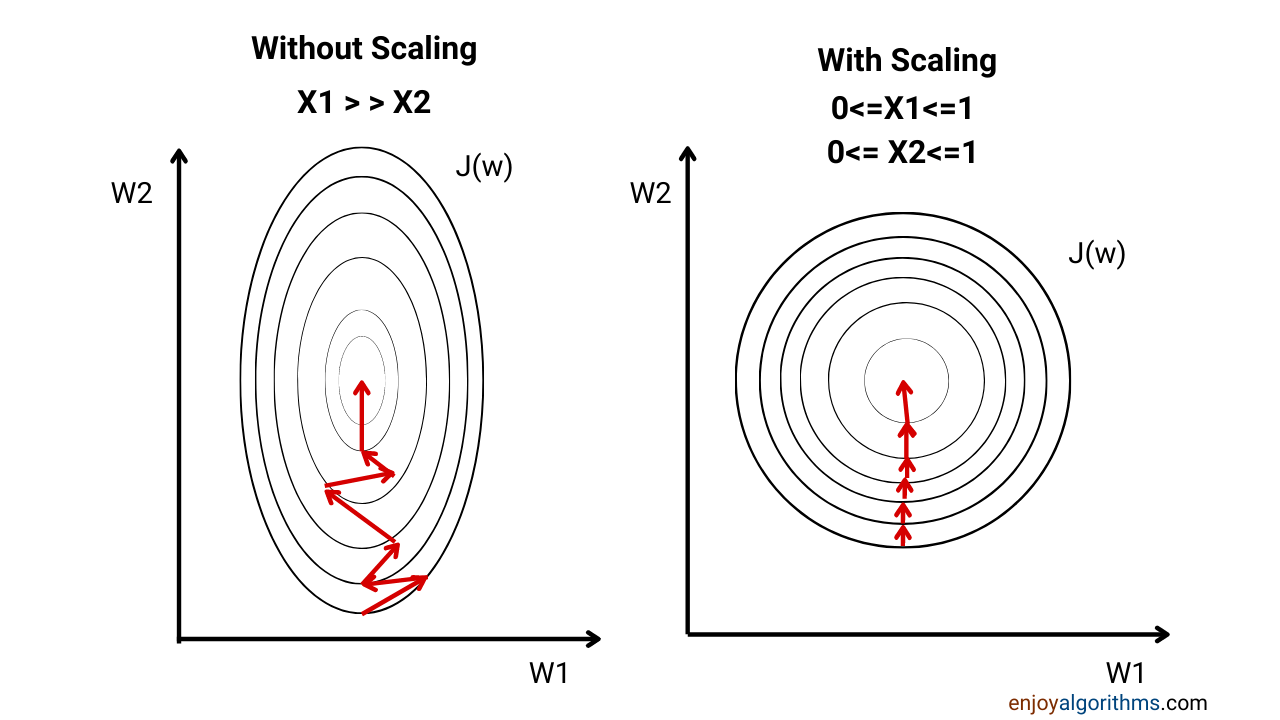 Without Scaling
X1 > > X2
J(w)
W2
W1
With Scaling
0<=X1<=1
0<= X2<=1
W2
J(w)
W1
enjoyalgorithms.com